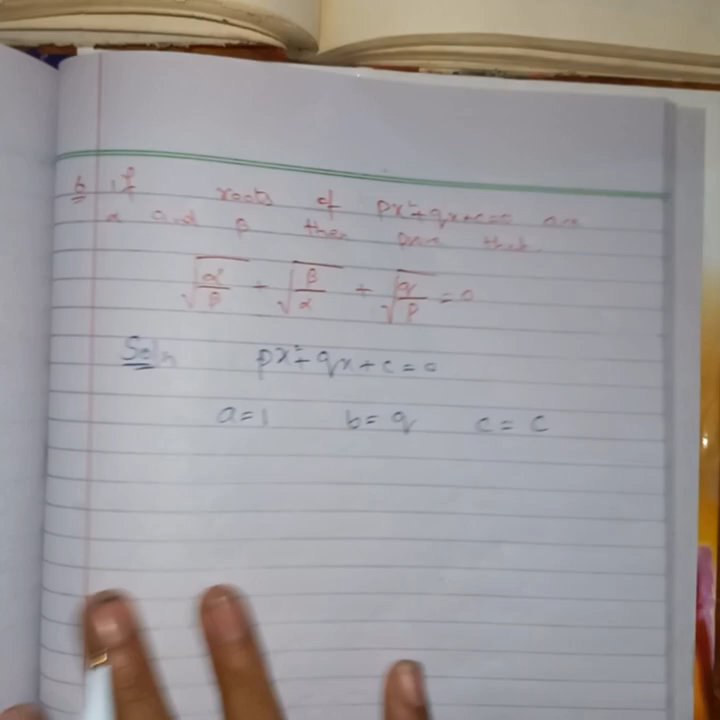 6 If roots of px²+qx+c=0 are
α and β then prove that
√(α/β) + √(β/α) + √(q/p) = 0
Soln px²+qx+c=0
a=1 b=q c=c